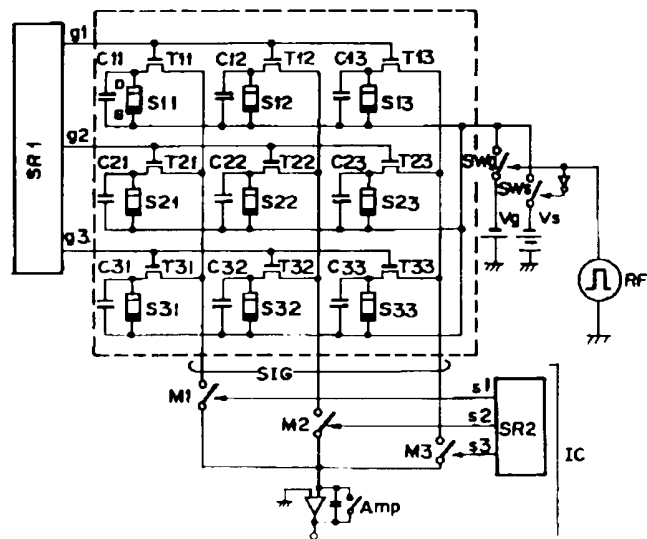 g1
C11 T11 C12 T12 C13 T13
D
S11 S12 S13
G
SR1
g2
C21 T21 C22 T22 C23 T23
S21 S22 S23
SWg
SWs
Vg Vs
g3
C31 T31 C32 T32 C33 T33
S31 S32 S33
RF
SIG
M1 s1
M2 s2 SR2
M3 s3
IC
Amp